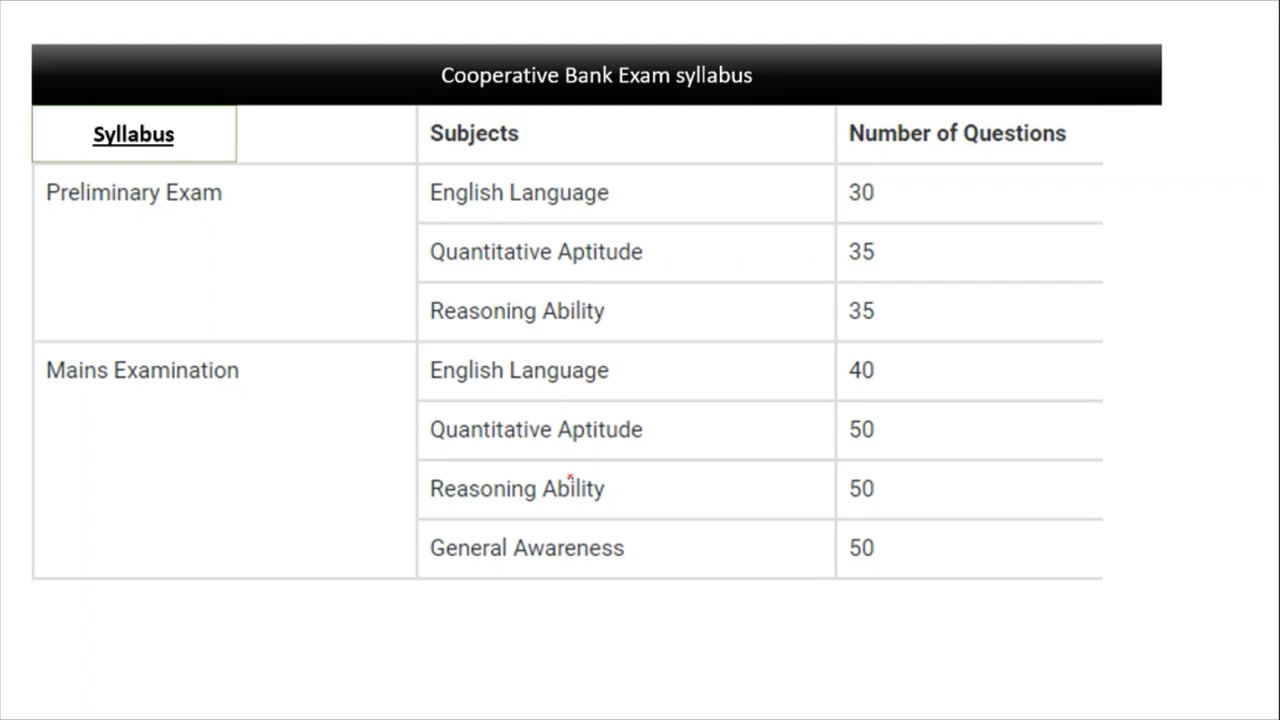 Cooperative Bank Exam syllabus
Syllabus Subjects Number of Questions
Preliminary Exam English Language 30
Quantitative Aptitude 35
Reasoning Ability 35
Mains Examination English Language 40
Quantitative Aptitude 50
Reasoning Ability 50
General Awareness 50